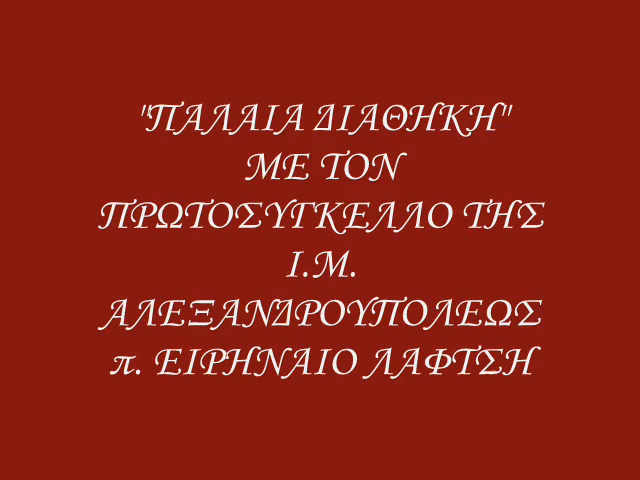 "ΠΑΛΑΙΑ ΔΙΑΘΗΚΗ"
ΜΕ ΤΟΝ
ΠΡΩΤΟΣΥΓΚΕΛΛΟ ΤΗΣ
Ι.Μ.
ΑΛΕΞΑΝΔΡΟΥΠΟΛΕΩΣ
π. ΕΙΡΗΝΑΙΟ ΛΑΦΤΣΗ